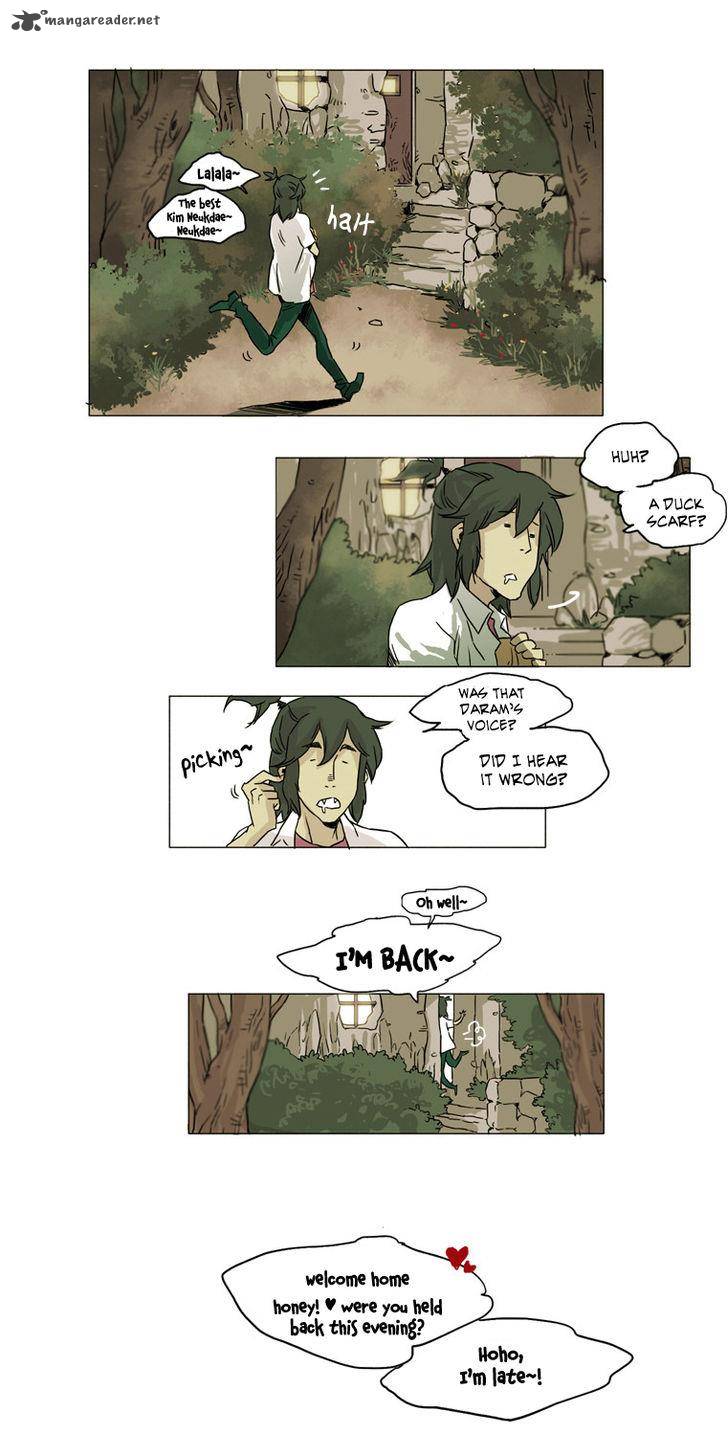 mangareader.net
Lalala~
The best
Kim Neukdae~
Neukdae~
halt
HUH?
A DUCK
SCARF?
WAS THAT
DARAM'S
VOICE?
DID I HEAR
IT WRONG?
picking~
Oh well~
I'M BACK~
welcome home
honey! ♥ were you held
back this evening?
Hoho,
I'm late~!